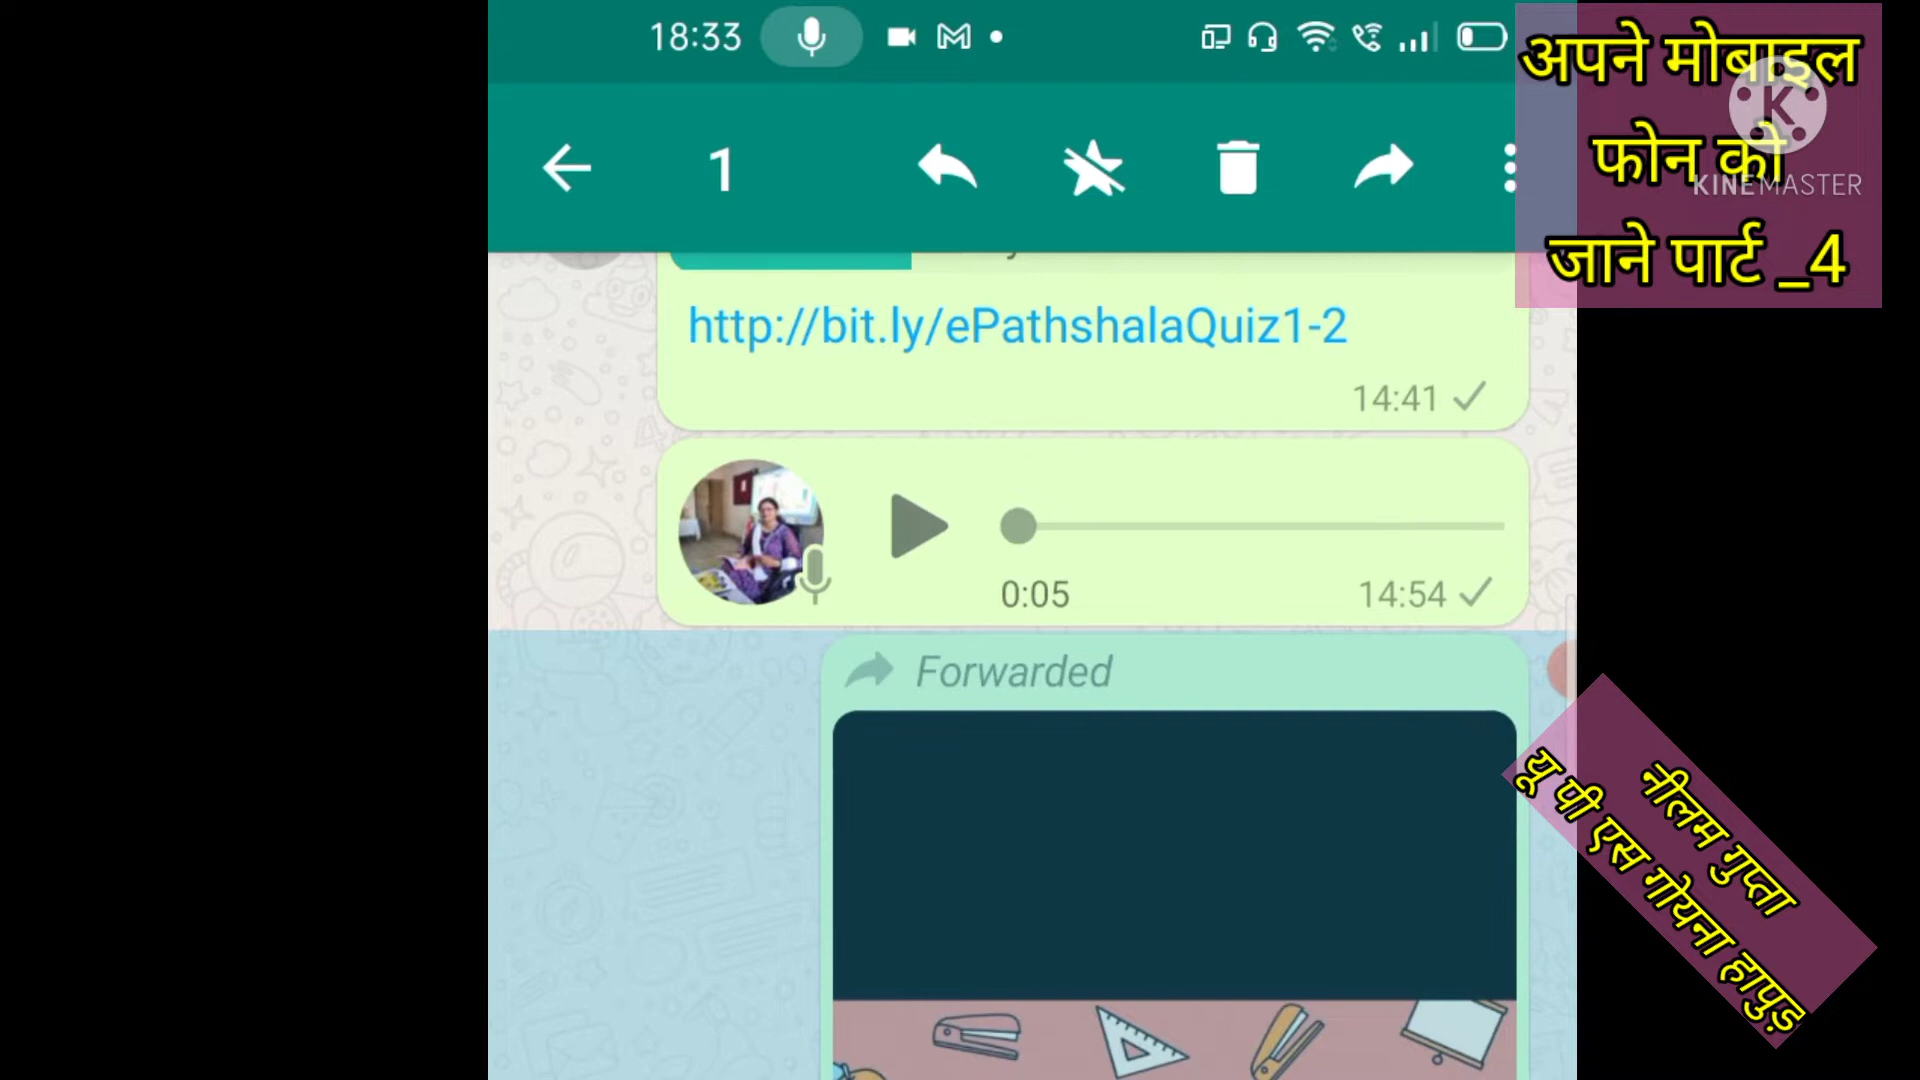 18:33
अपने मोबाइल
फोन को
जाने पार्ट _4
KINEMASTER
1
http://bit.ly/ePathshalaQuiz1-2
14:41
0:05
14:54
Forwarded
नीलम गुप्ता
यू पी एस गोयना हापुड़